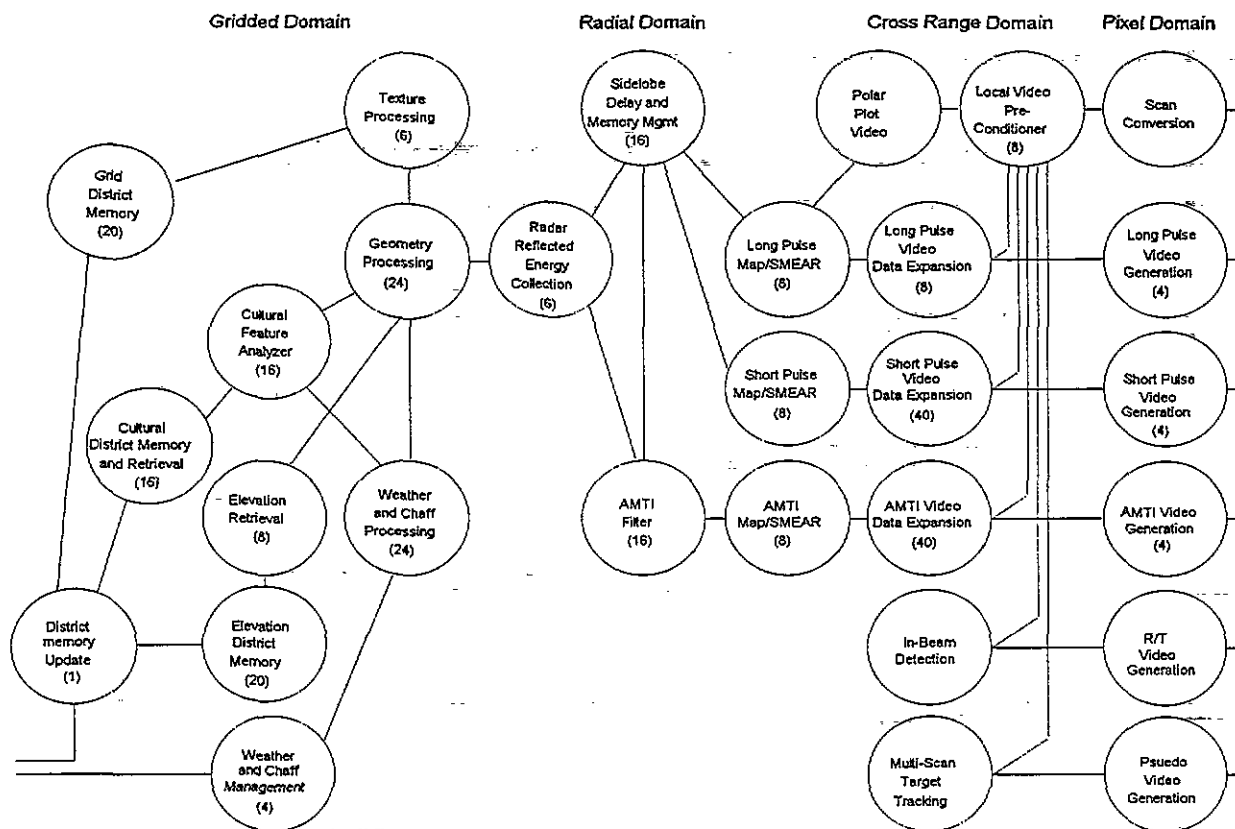 Gridded Domain
Radial Domain
Cross Range Domain
Pixel Domain
Texture
Processing
(6)
Grid
District
Memory
(20)
Geometry
Processing
(24)
Cultural
Feature
Analyzer
(16)
Cultural
District Memory
and Retrieval
(16)
Elevation
Retrieval
(8)
Weather
and Chaff
Processing
(24)
District
memory
Update
(1)
Elevation
District
Memory
(20)
Weather
and Chaff
Management
(4)
Sidelobe
Delay and
Memory Mgmt
(16)
Radar
Reflected
Energy
Collection
(6)
AMTI
Filter
(16)
Polar
Plot
Video
Long Pulse
Map/SMEAR
(8)
Short Pulse
Map/SMEAR
(8)
AMTI
Map/SMEAR
(8)
Local Video
Pre-
Conditioner
(8)
Long Pulse
Video
Data Expansion
(8)
Short Pulse
Video
Data Expansion
(40)
AMTI Video
Data Expansion
(40)
In-Beam
Detection
Multi-Scan
Target
Tracking
Scan
Conversion
Long Pulse
Video
Generation
(4)
Short Pulse
Video
Generation
(4)
AMTI Video
Generation
(4)
R/T
Video
Generation
Psuedo
Video
Generation